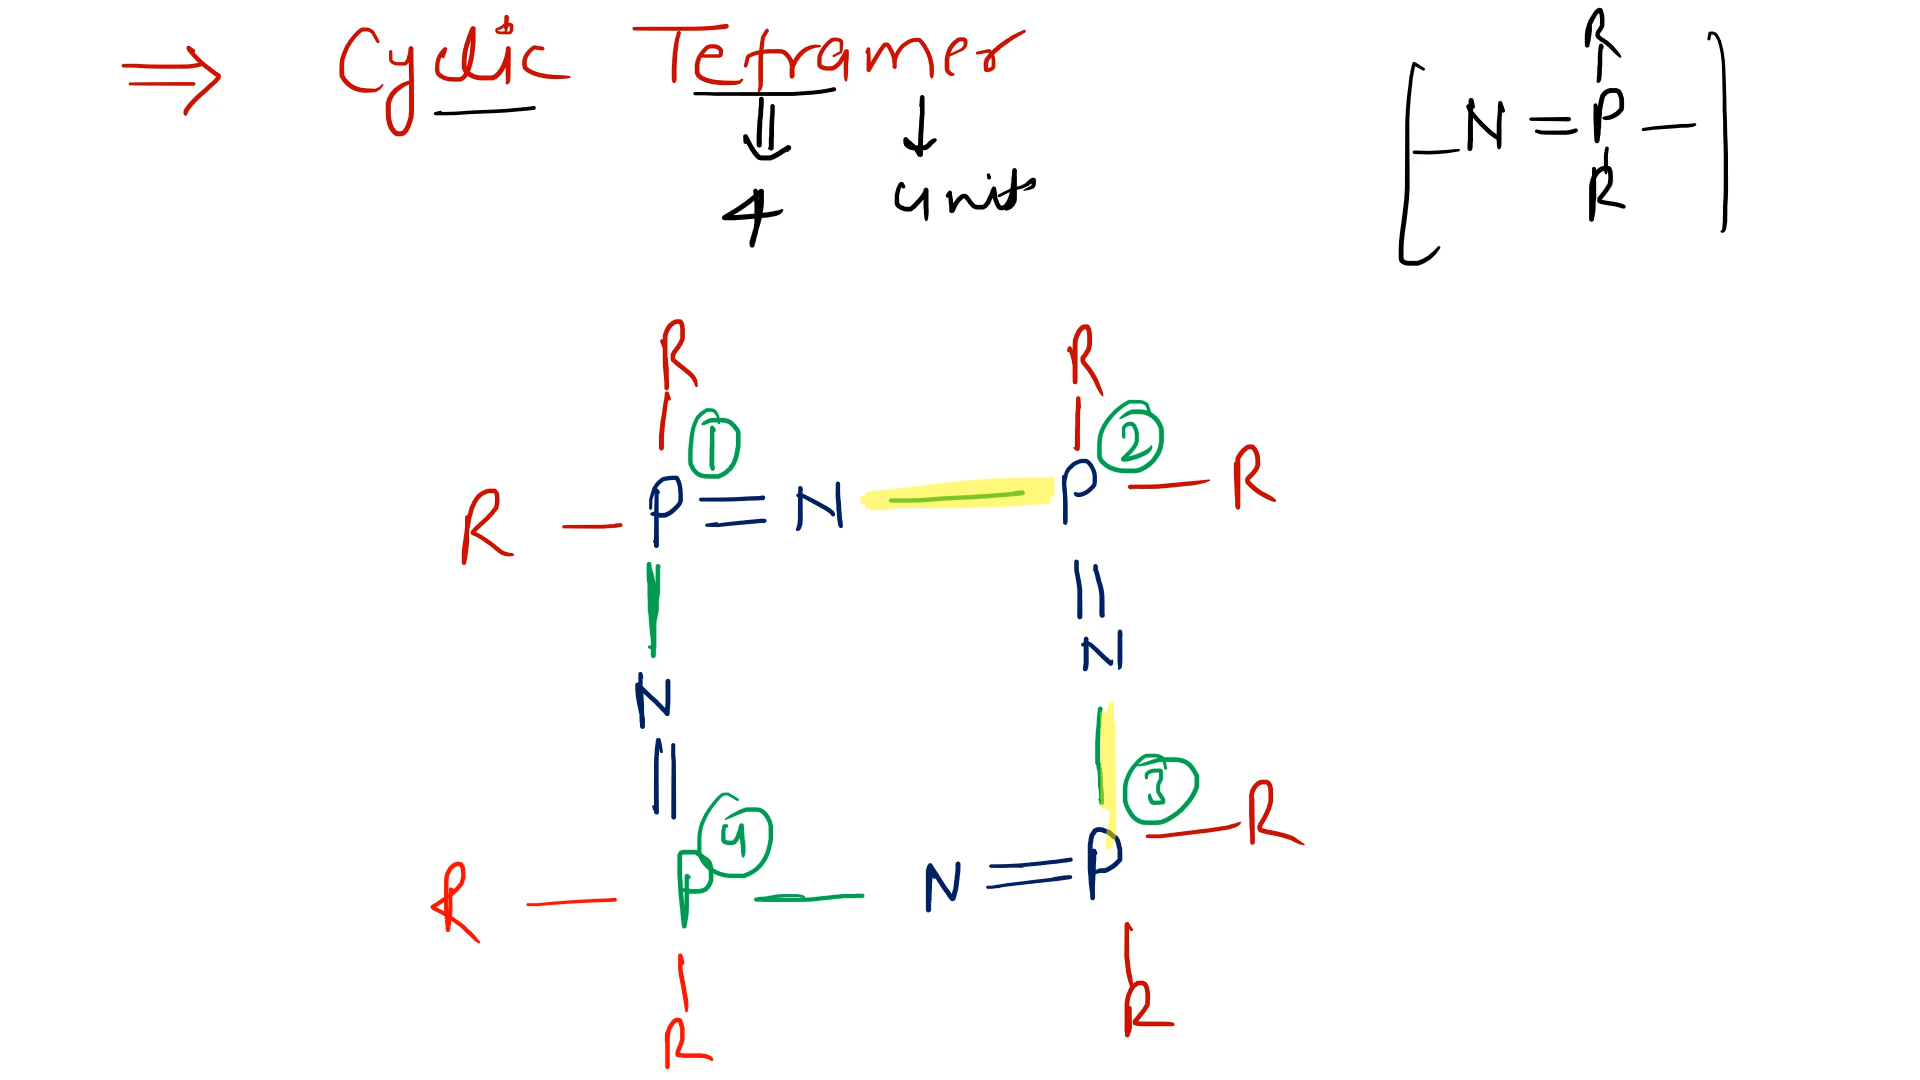 ⇒ Cyclic Tetramer
4 unit
[ – N = P – ]
R
R
R R
① ②
R – P = N – P – R
N N
③
④
R – P – N = P – R
R R